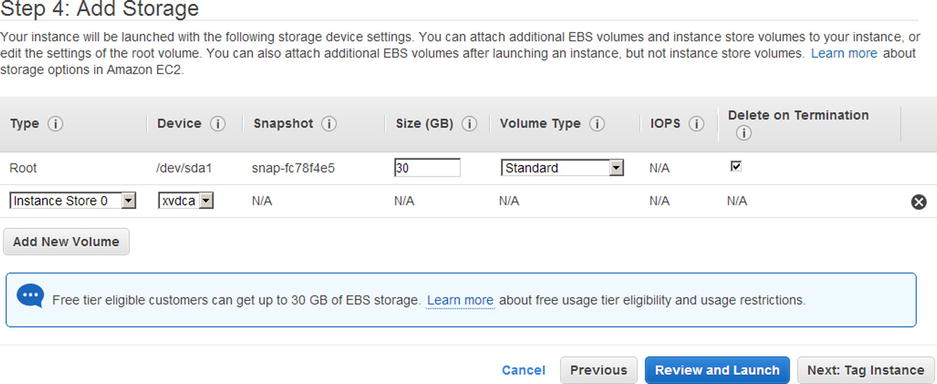 Step 4: Add Storage
Your instance will be launched with the following storage device settings. You can attach additional EBS volumes and instance store volumes to your instance, or
edit the settings of the root volume. You can also attach additional EBS volumes after launching an instance, but not instance store volumes. Learn more about
storage options in Amazon EC2.
Type i Device i Snapshot i Size (GB) i Volume Type i IOPS i Delete on Termination i
Root /dev/sda1 snap-fc78f4e5 30 Standard N/A
Instance Store 0 xvdca N/A N/A N/A N/A N/A
Add New Volume
Free tier eligible customers can get up to 30 GB of EBS storage. Learn more about free usage tier eligibility and usage restrictions.
Cancel Previous Review and Launch Next: Tag Instance